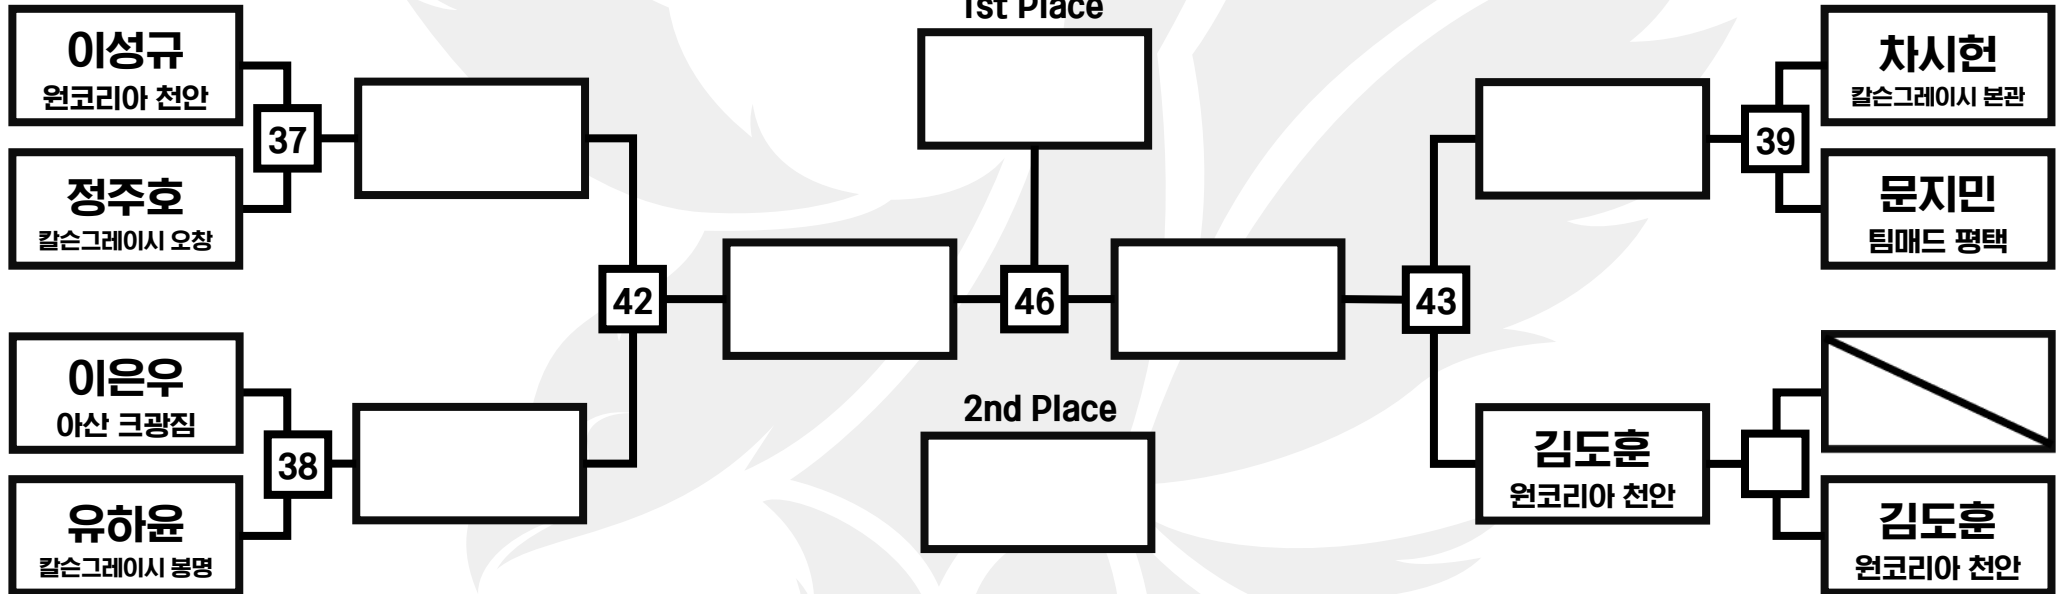 1st Place
이성규
원코리아 천안
37
정주호
칼슨그레이시 오창
42
이은우
아산 크광짐
38
유하윤
칼슨그레이시 봉명
46
2nd Place
43
차시헌
칼슨그레이시 본관
39
문지민
팀매드 평택
김도훈
원코리아 천안
김도훈
원코리아 천안